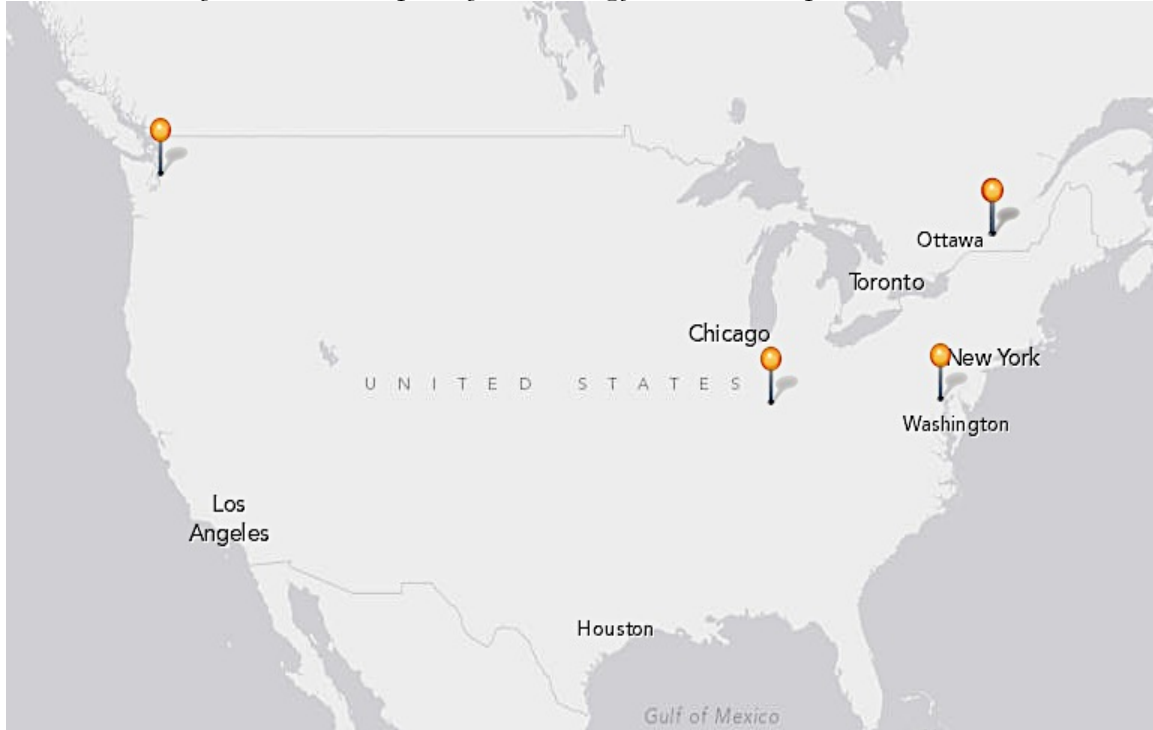 Ottawa
Toronto
Chicago
New York
UNITED STATES
Washington
Los
Angeles
Houston
Gulf of Mexico